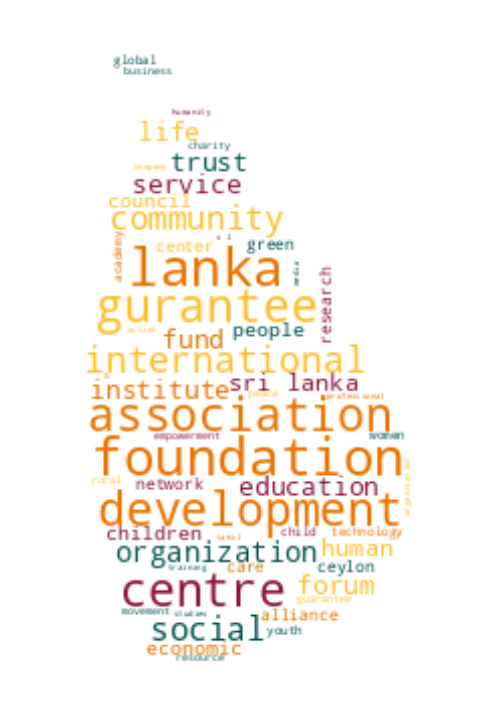 global
business
humanity
life
charity
trust
company
service
council
community
academy
center
green
lanka
media
research
gurantee
action
people
fund
international
sri lanka
institute
peace
professional
association
empowerment
women
foundation
rural
network
education
organisation
development
children
child
technology
tamil
organization
human
training
care
ceylon
centre
forum
guarantee
movement
studies
alliance
social
youth
economic
resource